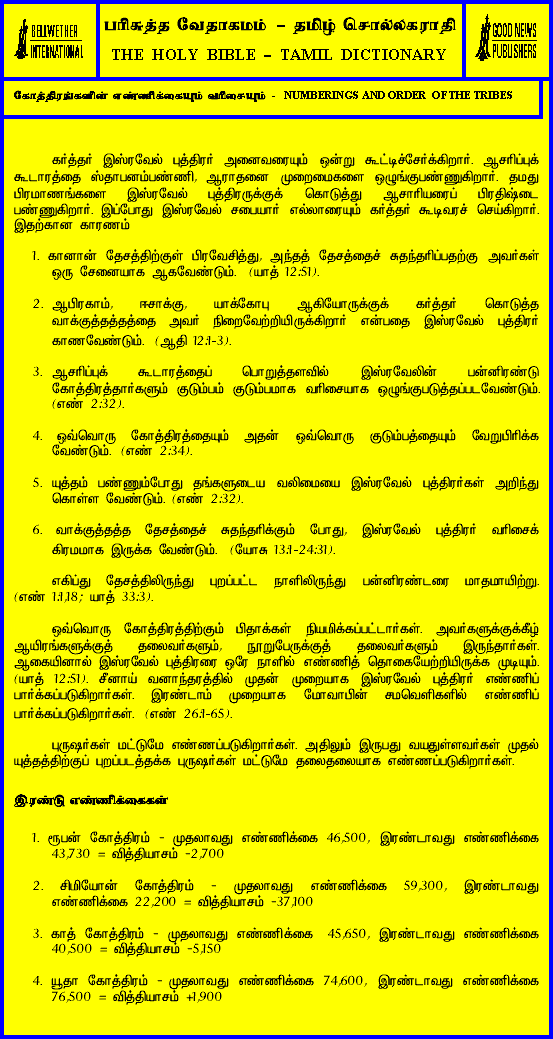 BELLWETHER
INTERNATIONAL
பரிசுத்த வேதாகமம் – தமிழ் சொல்லகராதி
THE HOLY BIBLE – TAMIL DICTIONARY
GOOD NEWS
PUBLISHERS
கோத்திரங்களின் எண்ணிக்கையும் வரிசையும் - NUMBERINGS AND ORDER OF THE TRIBES
கர்த்தர் இஸ்ரவேல் புத்திரர் அனைவரையும் ஒன்று கூட்டிச்சேர்க்கிறார். ஆசரிப்புக்
கூடாரத்தை ஸ்தாபனம்பண்ணி, ஆராதனை முறைமைகளை ஒழுங்குபண்ணுகிறார். தமது
பிரமாணங்களை இஸ்ரவேல் புத்திரருக்குக் கொடுத்து ஆசாரியரைப் பிரதிஷ்டை
பண்ணுகிறார். இப்போது இஸ்ரவேல் சபையார் எல்லாரையும் கர்த்தர் கூடிவரச் செய்கிறார்.
இதற்கான காரணம்
1. கானான் தேசத்திற்குள் பிரவேசித்து, அந்தத் தேசத்தைச் சுதந்தரிப்பதற்கு அவர்கள்
ஒரு சேனையாக ஆகவேண்டும். (யாத் 12:51).
2. ஆபிரகாம், ஈசாக்கு, யாக்கோபு ஆகியோருக்குக் கர்த்தர் கொடுத்த
வாக்குத்தத்தத்தை அவர் நிறைவேற்றியிருக்கிறார் என்பதை இஸ்ரவேல் புத்திரர்
காணவேண்டும். (ஆதி 12:1-3).
3. ஆசரிப்புக் கூடாரத்தைப் பொறுத்தளவில் இஸ்ரவேலின் பன்னிரண்டு
கோத்திரத்தார்களும் குடும்பம் குடும்பமாக வரிசையாக ஒழுங்குபடுத்தப்படவேண்டும்.
(எண் 2:32).
4. ஒவ்வொரு கோத்திரத்தையும் அதன் ஒவ்வொரு குடும்பத்தையும் வேறுபிரிக்க
வேண்டும். (எண் 2:34).
5. யுத்தம் பண்ணும்போது தங்களுடைய வலிமையை இஸ்ரவேல் புத்திரர்கள் அறிந்து
கொள்ள வேண்டும். (எண் 2:32).
6. வாக்குத்தத்த தேசத்தைச் சுதந்தரிக்கும் போது, இஸ்ரவேல் புத்திரர் வரிசைக்
கிரமமாக இருக்க வேண்டும். (யோசு 13:1-24:31).
எகிப்து தேசத்திலிருந்து புறப்பட்ட நாளிலிருந்து பன்னிரண்டரை மாதமாயிற்று.
(எண் 1:1,18; யாத் 33:3).
ஒவ்வொரு கோத்திரத்திற்கும் பிதாக்கள் நியமிக்கப்பட்டார்கள். அவர்களுக்குக்கீழ்
ஆயிரங்களுக்குத் தலைவர்களும், நூறுபேருக்குத் தலைவர்களும் இருந்தார்கள்.
ஆகையினால் இஸ்ரவேல் புத்திரரை ஒரே நாளில் எண்ணித் தொகையேற்றியிருக்க முடியும்.
(யாத் 12:51). சீனாய் வனாந்தரத்தில் முதன் முறையாக இஸ்ரவேல் புத்திரர் எண்ணிப்
பார்க்கப்படுகிறார்கள். இரண்டாம் முறையாக மோவாபின் சமவெளிகளில் எண்ணிப்
பார்க்கப்படுகிறார்கள். (எண் 26:1-65).
புருஷர்கள் மட்டுமே எண்ணப்படுகிறார்கள். அதிலும் இருபது வயதுள்ளவர்கள் முதல்
யுத்தத்திற்குப் புறப்படத்தக்க புருஷர்கள் மட்டுமே தலைதலையாக எண்ணப்படுகிறார்கள்.
இரண்டு எண்ணிக்கைகள்
1. ரூபன் கோத்திரம் - முதலாவது எண்ணிக்கை 46,500, இரண்டாவது எண்ணிக்கை
43,730 = வித்தியாசம் -2,700
2. சிமியோன் கோத்திரம் - முதலாவது எண்ணிக்கை 59,300, இரண்டாவது
எண்ணிக்கை 22,200 = வித்தியாசம் -37,100
3. காத் கோத்திரம் - முதலாவது எண்ணிக்கை 45,650, இரண்டாவது எண்ணிக்கை
40,500 = வித்தியாசம் -5,150
4. யூதா கோத்திரம் - முதலாவது எண்ணிக்கை 74,600, இரண்டாவது எண்ணிக்கை
76,500 = வித்தியாசம் +1,900